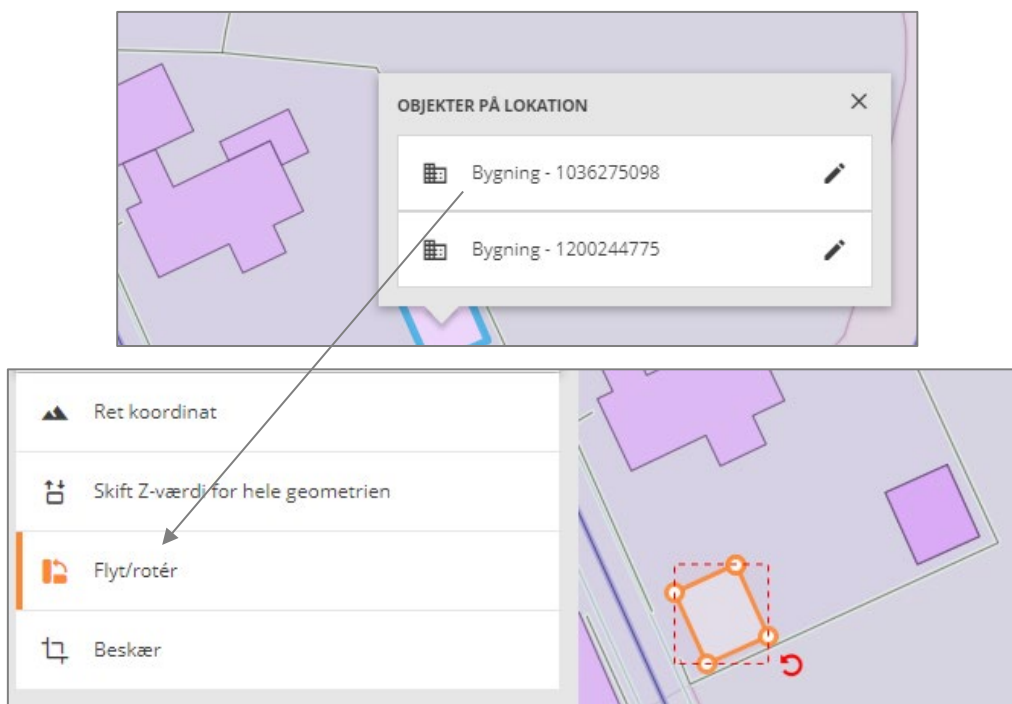 OBJEKTER PÅ LOKATION
Bygning - 1036275098
Bygning - 1200244775
Ret koordinat
Skift Z-værdi for hele geometrien
Flyt/rotér
Beskær